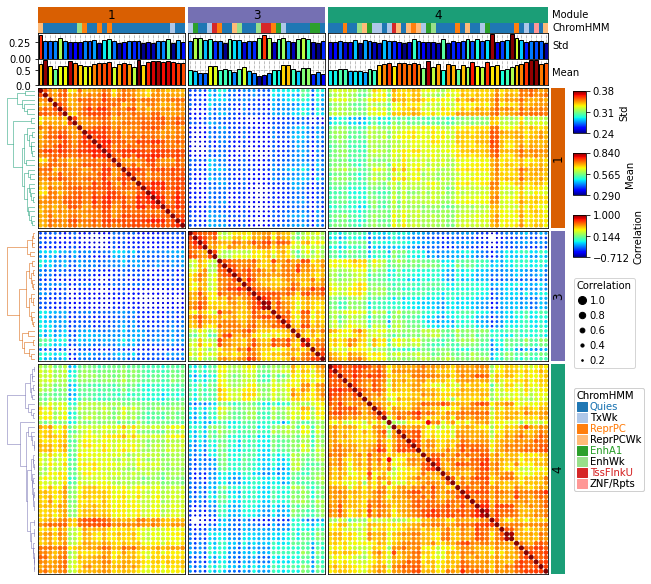 1 3 4 Module
ChromHMM
0.25 Std
0.00
0.5 Mean
0.0
1
3
4
0.38
0.31
0.24
Std
0.840
0.565
0.290
Mean
1.000
0.144
−0.712
Correlation
Correlation
1.0
0.8
0.6
0.4
0.2
ChromHMM
Quies
TxWk
ReprPC
ReprPCWk
EnhA1
EnhWk
TssFlnkU
ZNF/Rpts